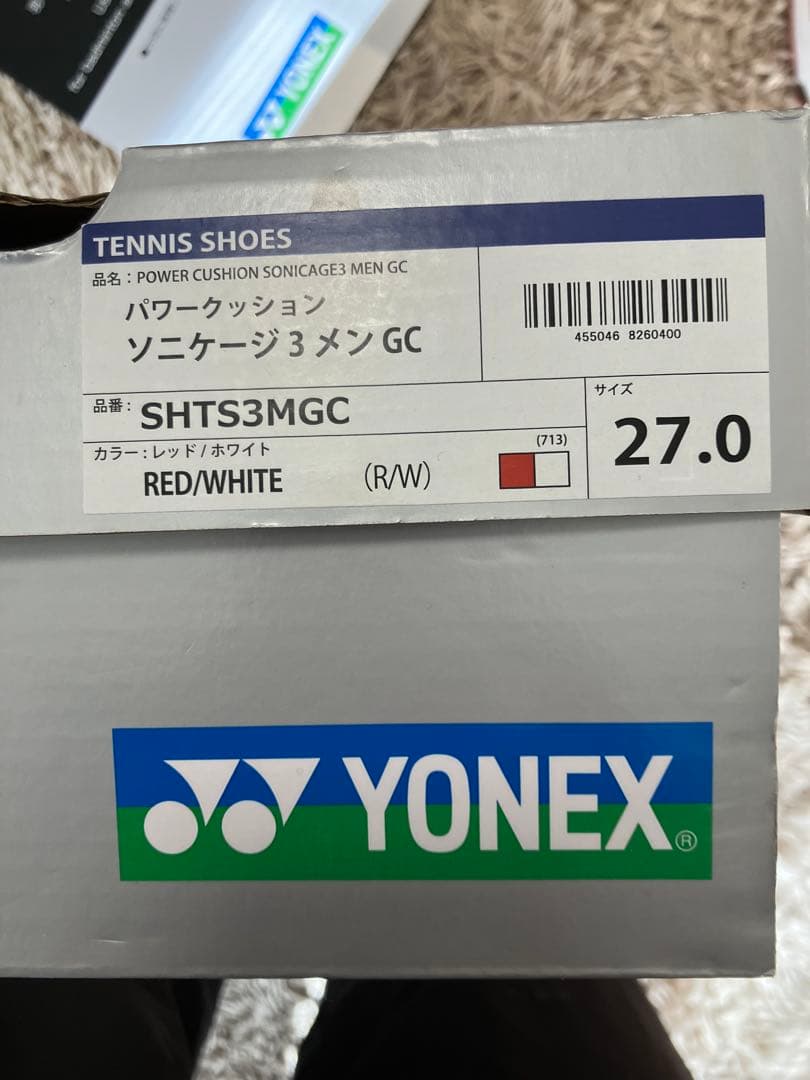 YONEX
TENNIS SHOES
品名：POWER CUSHION SONICAGE3 MEN GC
パワークッション
ソニケージ 3 メン GC
455046 8260400
品番： SHTS3MGC
サイズ
27.0
カラー：レッド / ホワイト
(713)
RED/WHITE (R/W)
YONEX®